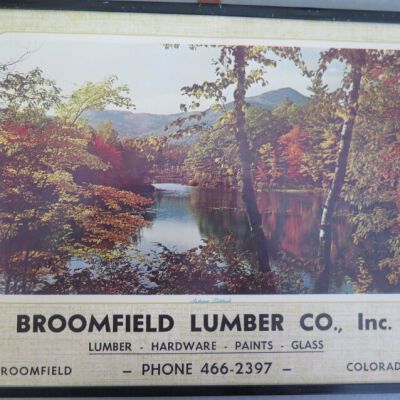 BROOMFIELD LUMBER CO., Inc.
LUMBER - HARDWARE - PAINTS - GLASS
ROOMFIELD - PHONE 466-2397 - COLORAD